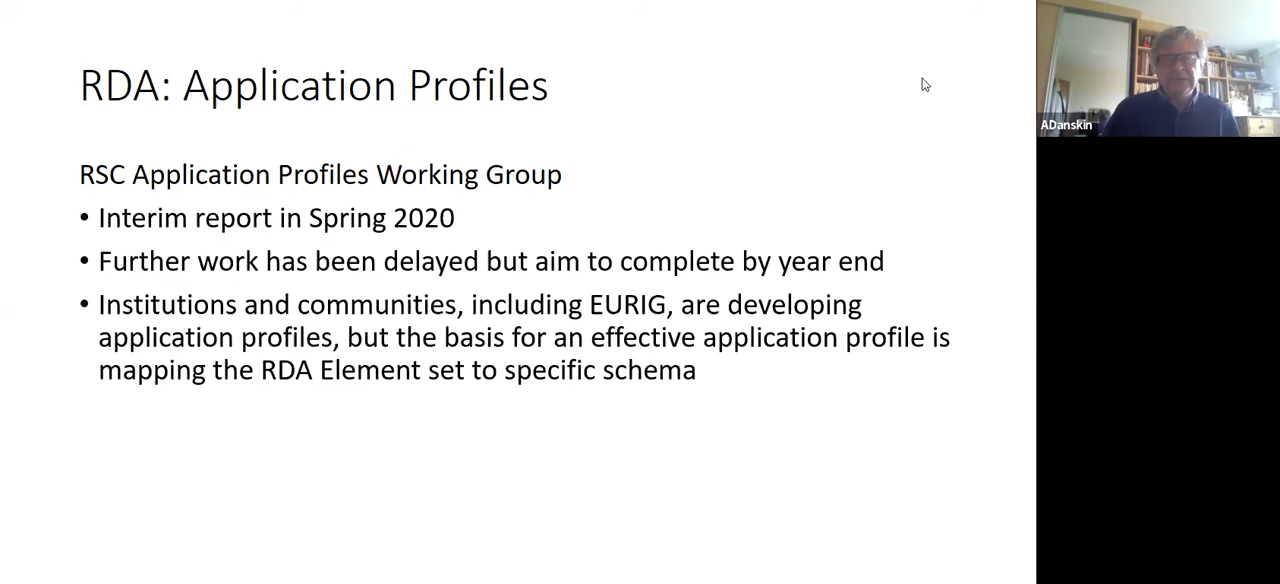 RDA: Application Profiles
RSC Application Profiles Working Group
• Interim report in Spring 2020
• Further work has been delayed but aim to complete by year end
• Institutions and communities, including EURIG, are developing
application profiles, but the basis for an effective application profile is
mapping the RDA Element set to specific schema
ADanskin